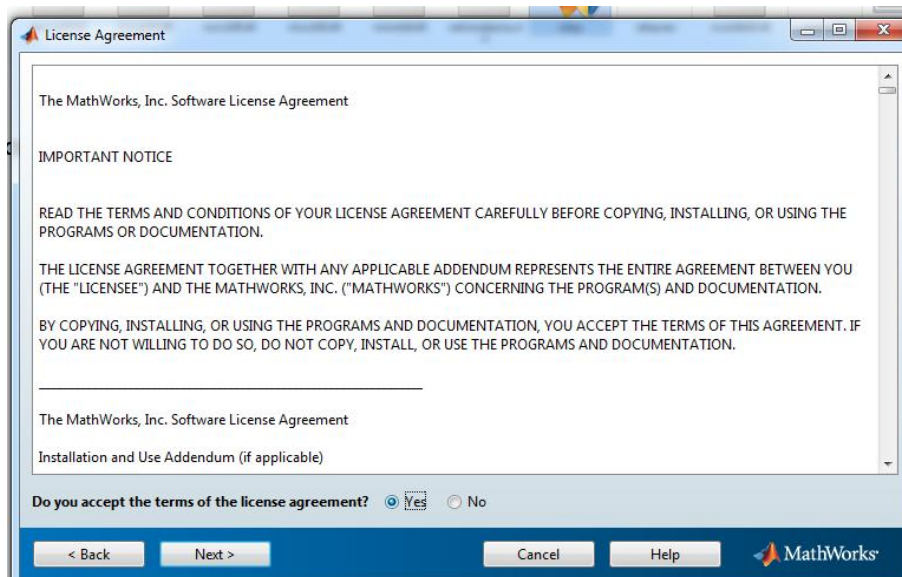 License Agreement
The MathWorks, Inc. Software License Agreement
IMPORTANT NOTICE
READ THE TERMS AND CONDITIONS OF YOUR LICENSE AGREEMENT CAREFULLY BEFORE COPYING, INSTALLING, OR USING THE
PROGRAMS OR DOCUMENTATION.
THE LICENSE AGREEMENT TOGETHER WITH ANY APPLICABLE ADDENDUM REPRESENTS THE ENTIRE AGREEMENT BETWEEN YOU
(THE "LICENSEE") AND THE MATHWORKS, INC. ("MATHWORKS") CONCERNING THE PROGRAM(S) AND DOCUMENTATION.
BY COPYING, INSTALLING, OR USING THE PROGRAMS AND DOCUMENTATION, YOU ACCEPT THE TERMS OF THIS AGREEMENT. IF
YOU ARE NOT WILLING TO DO SO, DO NOT COPY, INSTALL, OR USE THE PROGRAMS AND DOCUMENTATION.
The MathWorks, Inc. Software License Agreement
Installation and Use Addendum (if applicable)
Do you accept the terms of the license agreement? Yes No
< Back Next > Cancel Help MathWorks